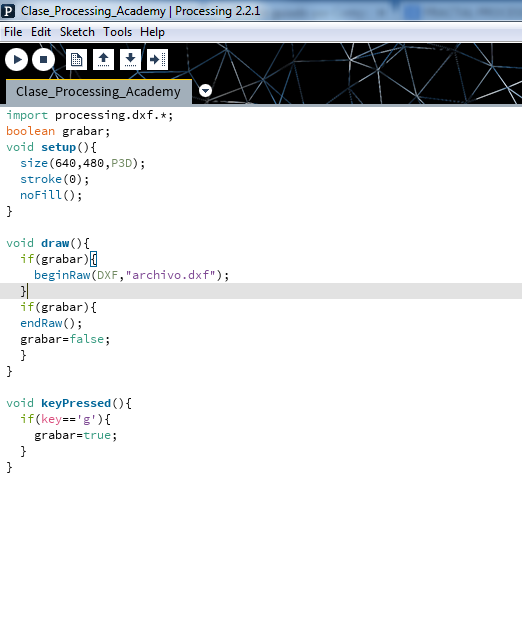 Clase_Processing_Academy | Processing 2.2.1
File Edit Sketch Tools Help
Clase_Processing_Academy
import processing.dxf.*;
boolean grabar;
void setup(){
  size(640,480,P3D);
  stroke(0);
  noFill();
}
void draw(){
  if(grabar){
    beginRaw(DXF,"archivo.dxf");
  }
  if(grabar){
  endRaw();
  grabar=false;
  }
}
void keyPressed(){
  if(key=='g'){
    grabar=true;
  }
}